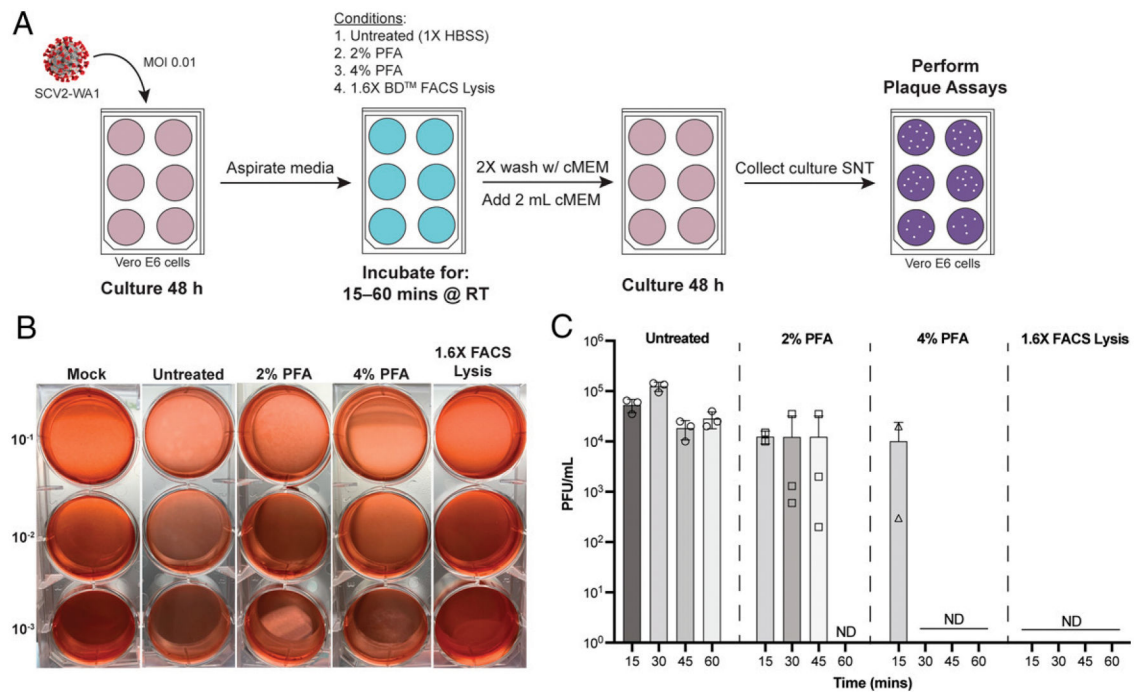 A
SCV2-WA1
MOI 0.01
Vero E6 cells
Culture 48 h
Aspirate media
Conditions:
1. Untreated (1X HBSS)
2. 2% PFA
3. 4% PFA
4. 1.6X BD™ FACS Lysis
Incubate for:
15–60 mins @ RT
2X wash w/ cMEM
Add 2 mL cMEM
Culture 48 h
Collect culture SNT
Perform
Plaque Assays
Vero E6 cells
B
Mock
Untreated
2% PFA
4% PFA
1.6X FACS
Lysis
10⁻¹
10⁻²
10⁻³
C
Untreated
2% PFA
4% PFA
1.6X FACS Lysis
PFU/mL
10⁶
10⁵
10⁴
10³
10²
10¹
10⁰
ND
ND
ND
15 30 45 60 15 30 45 60 15 30 45 60 15 30 45 60
Time (mins)